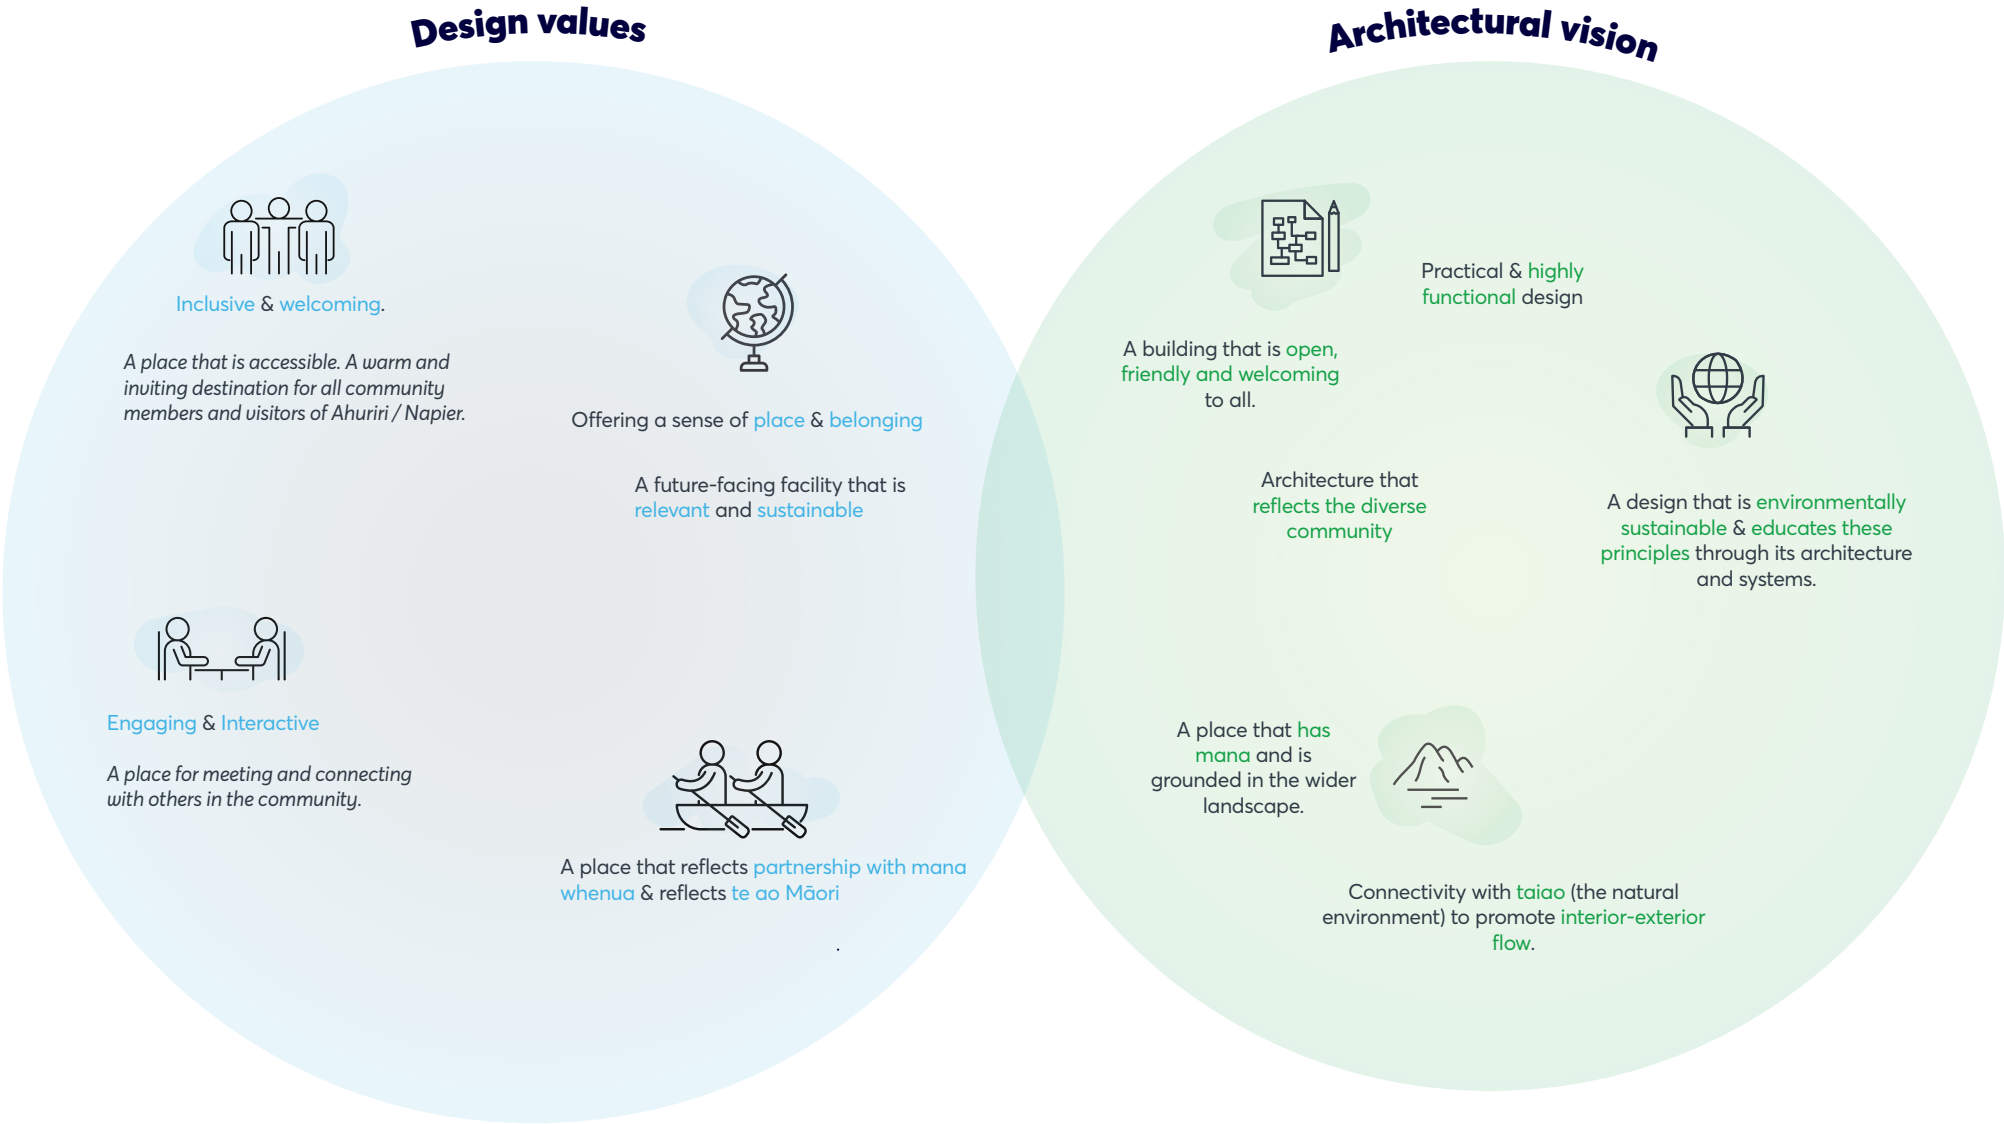 Design values
Inclusive & welcoming.
A place that is accessible. A warm and
inviting destination for all community
members and visitors of Ahuriri / Napier.
Offering a sense of place & belonging
A future-facing facility that is
relevant and sustainable
Engaging & Interactive
A place for meeting and connecting
with others in the community.
A place that reflects partnership with mana
whenua & reflects te ao Māori
.
Architectural vision
Practical & highly
functional design
A building that is open,
friendly and welcoming
to all.
Architecture that
reflects the diverse
community
A design that is environmentally
sustainable & educates these
principles through its architecture
and systems.
A place that has
mana and is
grounded in the wider
landscape.
Connectivity with taiao (the natural
environment) to promote interior-exterior
flow.